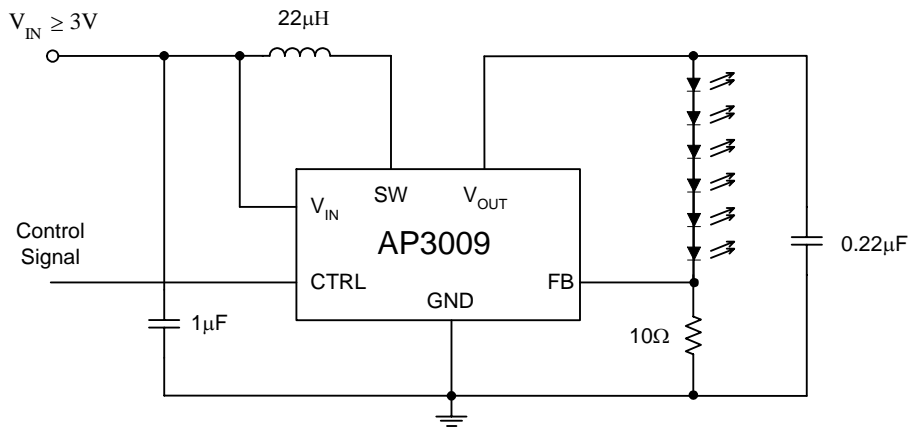 V_IN ≥ 3V
22μH
SW
V_OUT
V_IN
AP3009
Control
Signal
CTRL
FB
GND
0.22μF
1μF
10Ω